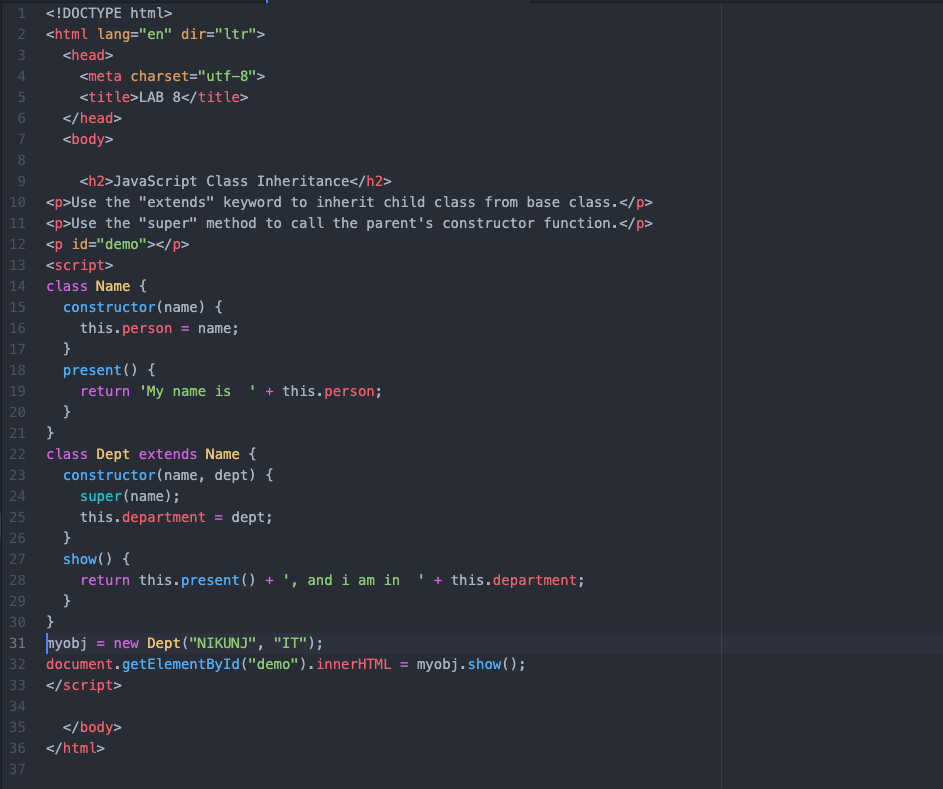 1 <!DOCTYPE html>
2 <html lang="en" dir="ltr">
3   <head>
4     <meta charset="utf-8">
5     <title>LAB 8</title>
6   </head>
7   <body>
8
9     <h2>JavaScript Class Inheritance</h2>
10 <p>Use the "extends" keyword to inherit child class from base class.</p>
11 <p>Use the "super" method to call the parent's constructor function.</p>
12 <p id="demo"></p>
13 <script>
14 class Name {
15   constructor(name) {
16     this.person = name;
17   }
18   present() {
19     return 'My name is  ' + this.person;
20   }
21 }
22 class Dept extends Name {
23   constructor(name, dept) {
24     super(name);
25     this.department = dept;
26   }
27   show() {
28     return this.present() + ', and i am in  ' + this.department;
29   }
30 }
31 myobj = new Dept("NIKUNJ", "IT");
32 document.getElementById("demo").innerHTML = myobj.show();
33 </script>
34
35   </body>
36 </html>
37